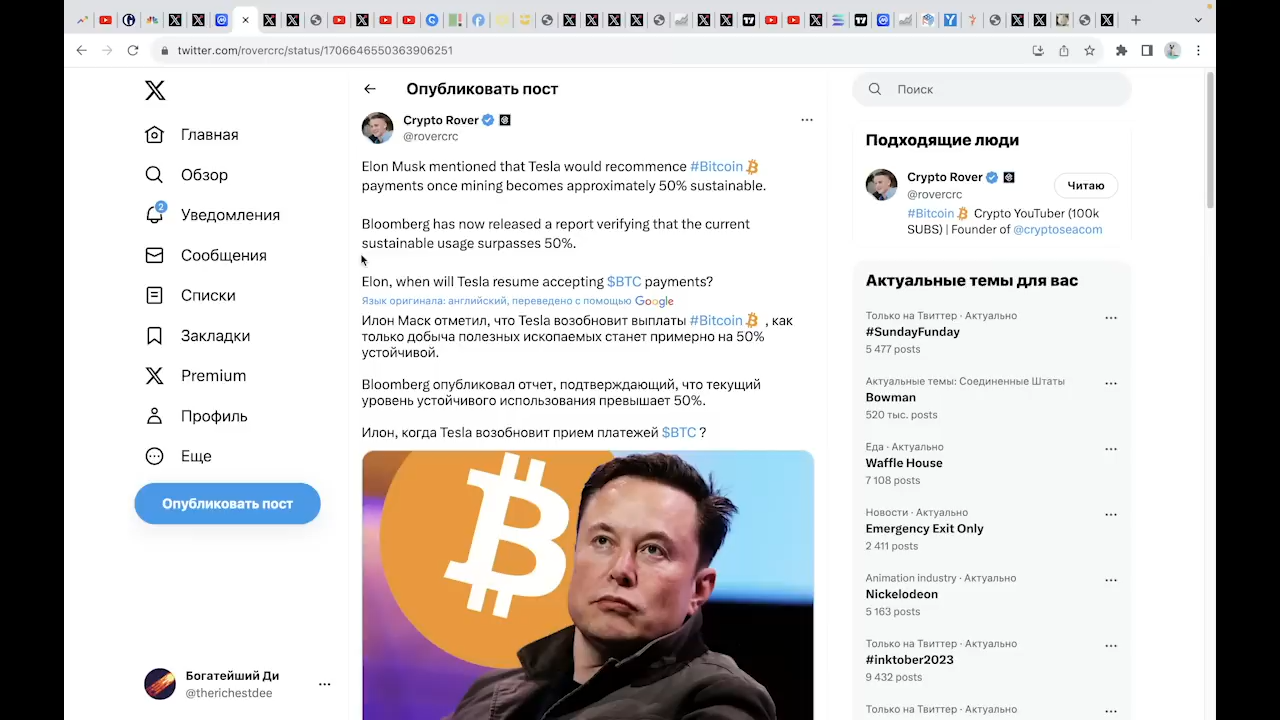 twitter.com/rovercrc/status/1706646550363906251
Главная
Обзор
2
Уведомления
Сообщения
Списки
Закладки
Premium
Профиль
Еще
Опубликовать пост
Богатейший Ди
@therichestdee
Опубликовать пост
Crypto Rover
@rovercrc
Elon Musk mentioned that Tesla would recommence #Bitcoin
payments once mining becomes approximately 50% sustainable.
Bloomberg has now released a report verifying that the current
sustainable usage surpasses 50%.
Elon, when will Tesla resume accepting $BTC payments?
Язык оригинала: английский, переведено с помощью Google
Илон Маск отметил, что Tesla возобновит выплаты #Bitcoin , как
только добыча полезных ископаемых станет примерно на 50%
устойчивой.
Bloomberg опубликовал отчет, подтверждающий, что текущий
уровень устойчивого использования превышает 50%.
Илон, когда Tesla возобновит прием платежей $BTC ?
Поиск
Подходящие люди
Crypto Rover
@rovercrc
Читаю
#Bitcoin Crypto YouTuber (100k
SUBS) | Founder of @cryptoseacom
Актуальные темы для вас
Только на Твиттер · Актуально
#SundayFunday
5 477 posts
Актуальные темы: Соединенные Штаты
Bowman
520 тыс. posts
Еда · Актуально
Waffle House
7 108 posts
Новости · Актуально
Emergency Exit Only
2 411 posts
Animation industry · Актуально
Nickelodeon
5 163 posts
Только на Твиттер · Актуально
#inktober2023
9 432 posts
Только на Твиттер · Актуально